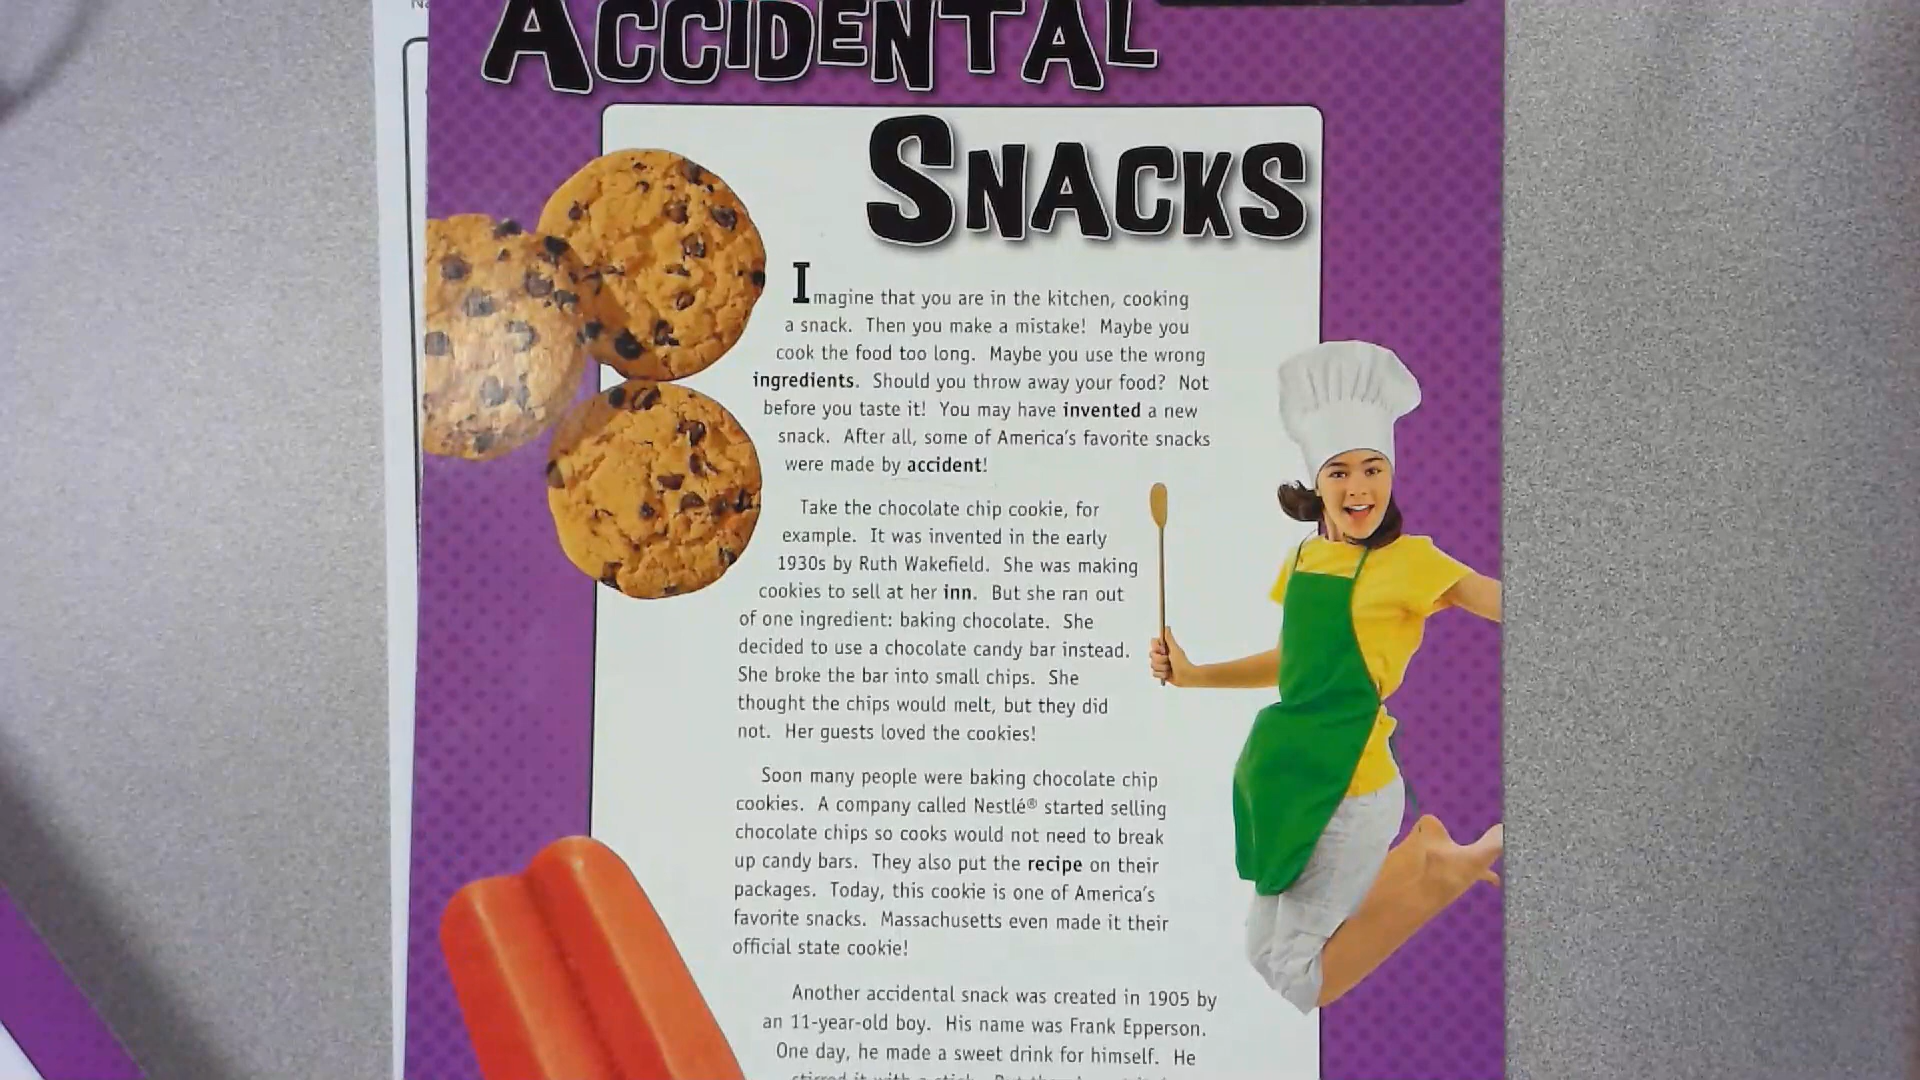 ACCIDENTAL
SNACKS
Imagine that you are in the kitchen, cooking
a snack. Then you make a mistake! Maybe you
cook the food too long. Maybe you use the wrong
ingredients. Should you throw away your food? Not
before you taste it! You may have invented a new
snack. After all, some of America's favorite snacks
were made by accident!
Take the chocolate chip cookie, for
example. It was invented in the early
1930s by Ruth Wakefield. She was making
cookies to sell at her inn. But she ran out
of one ingredient: baking chocolate. She
decided to use a chocolate candy bar instead.
She broke the bar into small chips. She
thought the chips would melt, but they did
not. Her guests loved the cookies!
Soon many people were baking chocolate chip
cookies. A company called Nestlé® started selling
chocolate chips so cooks would not need to break
up candy bars. They also put the recipe on their
packages. Today, this cookie is one of America's
favorite snacks. Massachusetts even made it their
official state cookie!
Another accidental snack was created in 1905 by
an 11-year-old boy. His name was Frank Epperson.
One day, he made a sweet drink for himself. He
stirred it with a stick.